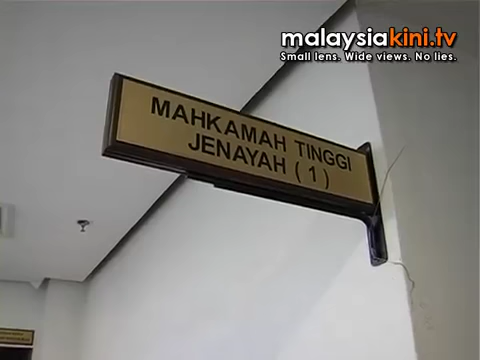 malaysiakini.tv
Small lens. Wide views. No lies.
MAHKAMAH TINGGI
JENAYAH ( 1 )